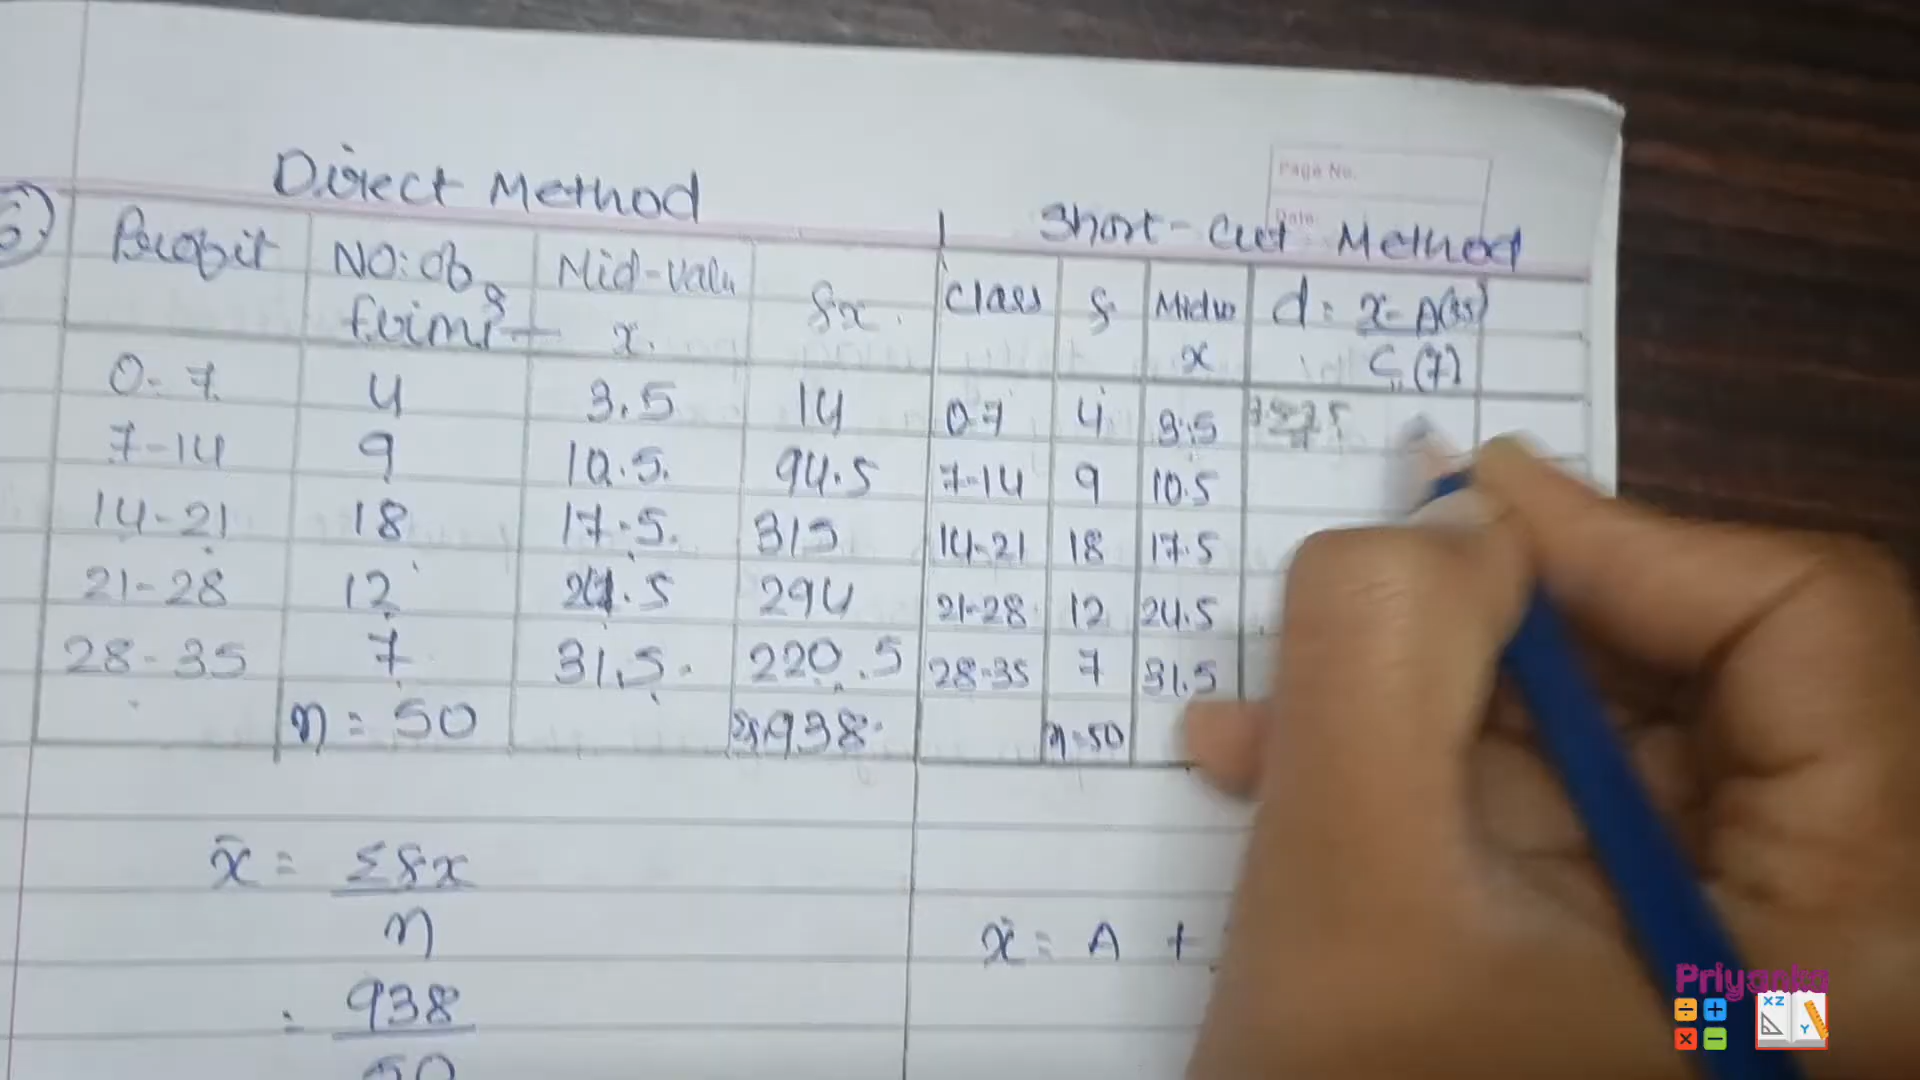 Page No.
Date
Direct Method
Short-Cut Method
Profit NO: of Mid-valu fx. Class f Midva d = x-A(35)
firims f x. x C (7)
0-7 4 3.5 14 0-7 4 3.5
7-14 9 10.5. 94.5 7-14 9 10.5
14-21 18 17.5. 315 14-21 18 17.5
21-28 12 24.5 294 21-28 12 24.5
28-35 7 31.5. 220.5 28-35 7 31.5
n = 50 938 n=50
x̄ = Σfx
n
= 938
50
x̄ = A +
Priyanka
XZ
Y